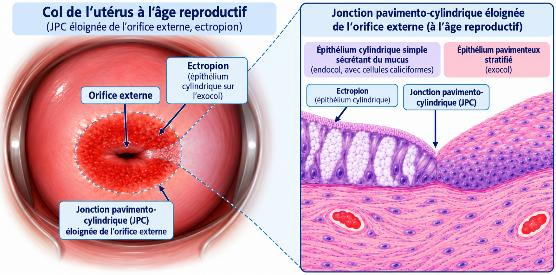 Col de l'utérus à l'âge reproductif
(JPC éloignée de l'orifice externe, ectropion)
Ectropion
(épithélium
cylindrique sur
l'exocol)
Orifice externe
Jonction pavimento-
cylindrique (JPC)
éloignée de l'orifice externe
Jonction pavimento-cylindrique éloignée
de l'orifice externe (à l'âge reproductif)
Épithélium cylindrique simple
sécrétant du mucus
(endocol, avec cellules caliciformes)
Épithélium pavimenteux
stratifié
(exocol)
Ectropion
(épithélium cylindrique)
Jonction pavimento-
cylindrique (JPC)